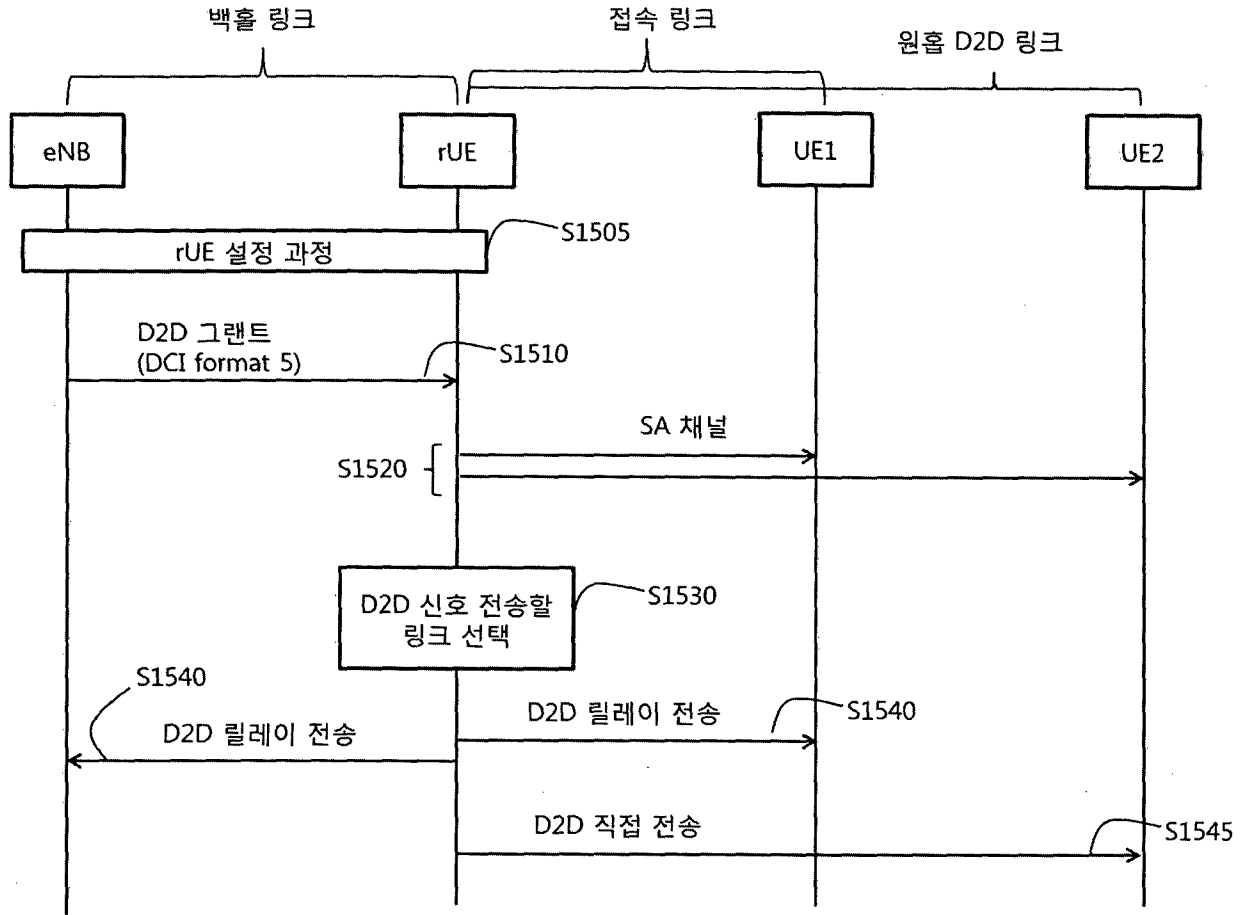 백홀 링크
접속 링크
원홉 D2D 링크
eNB
rUE
UE1
UE2
rUE 설정 과정
S1505
D2D 그랜트
(DCI format 5)
S1510
SA 채널
S1520
D2D 신호 전송할
링크 선택
S1530
S1540
D2D 릴레이 전송
D2D 릴레이 전송
S1540
D2D 직접 전송
S1545